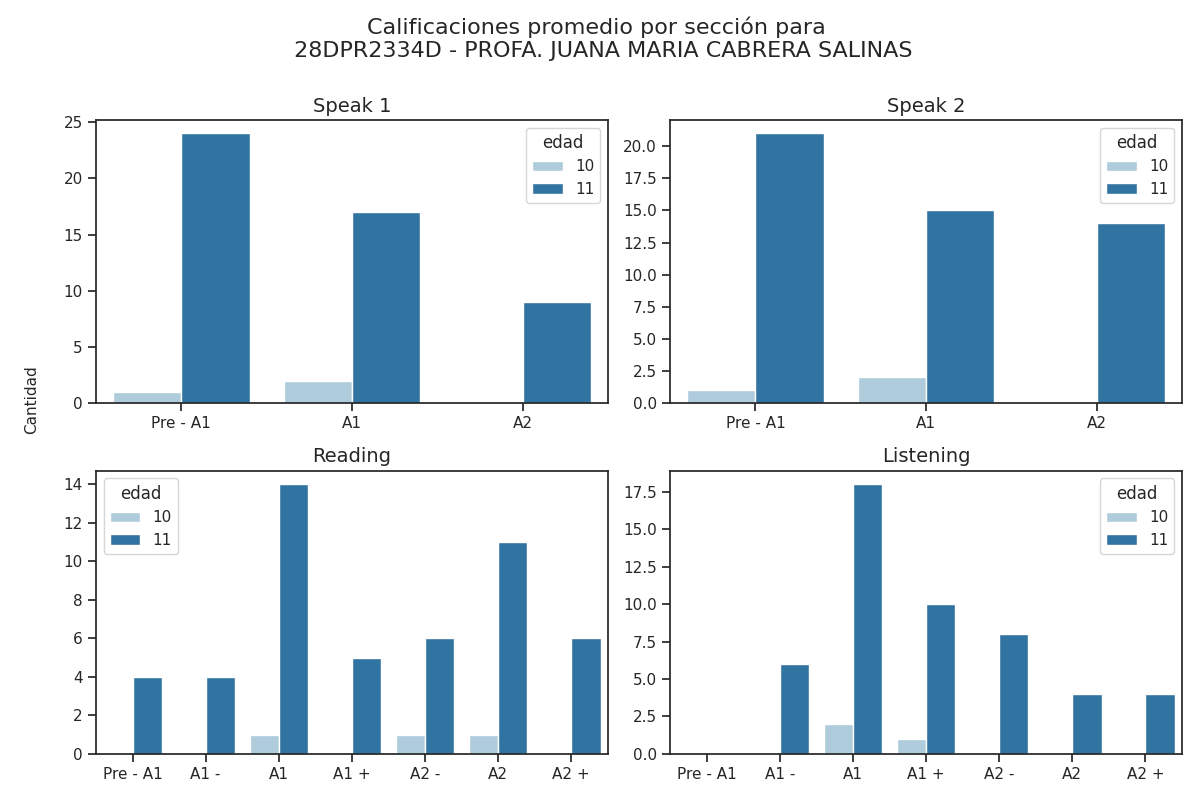 Calificaciones promedio por sección para
28DPR2334D - PROFA. JUANA MARIA CABRERA SALINAS
Cantidad
Speak 1
25
20
15
10
5
0
edad
10
11
Pre - A1 A1 A2
Speak 2
20.0
17.5
15.0
12.5
10.0
7.5
5.0
2.5
0.0
edad
10
11
Pre - A1 A1 A2
Reading
14
12
10
8
6
4
2
0
edad
10
11
Pre - A1 A1 - A1 A1 + A2 - A2 A2 +
Listening
17.5
15.0
12.5
10.0
7.5
5.0
2.5
0.0
edad
10
11
Pre - A1 A1 - A1 A1 + A2 - A2 A2 +